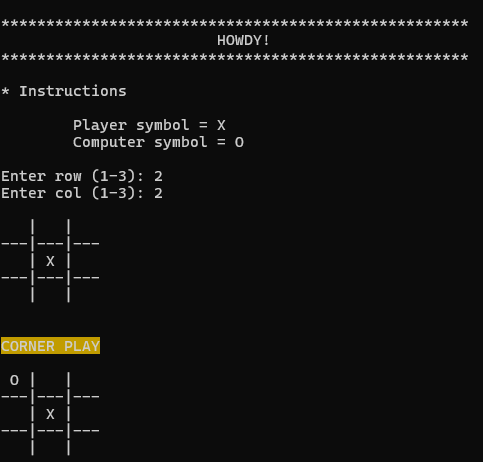 ****************************************************
                        HOWDY!
****************************************************

* Instructions

        Player symbol = X
        Computer symbol = O

Enter row (1-3): 2
Enter col (1-3): 2

   |   |
---|---|---
   | X |
---|---|---
   |   |


CORNER PLAY

 O |   |
---|---|---
   | X |
---|---|---
   |   |